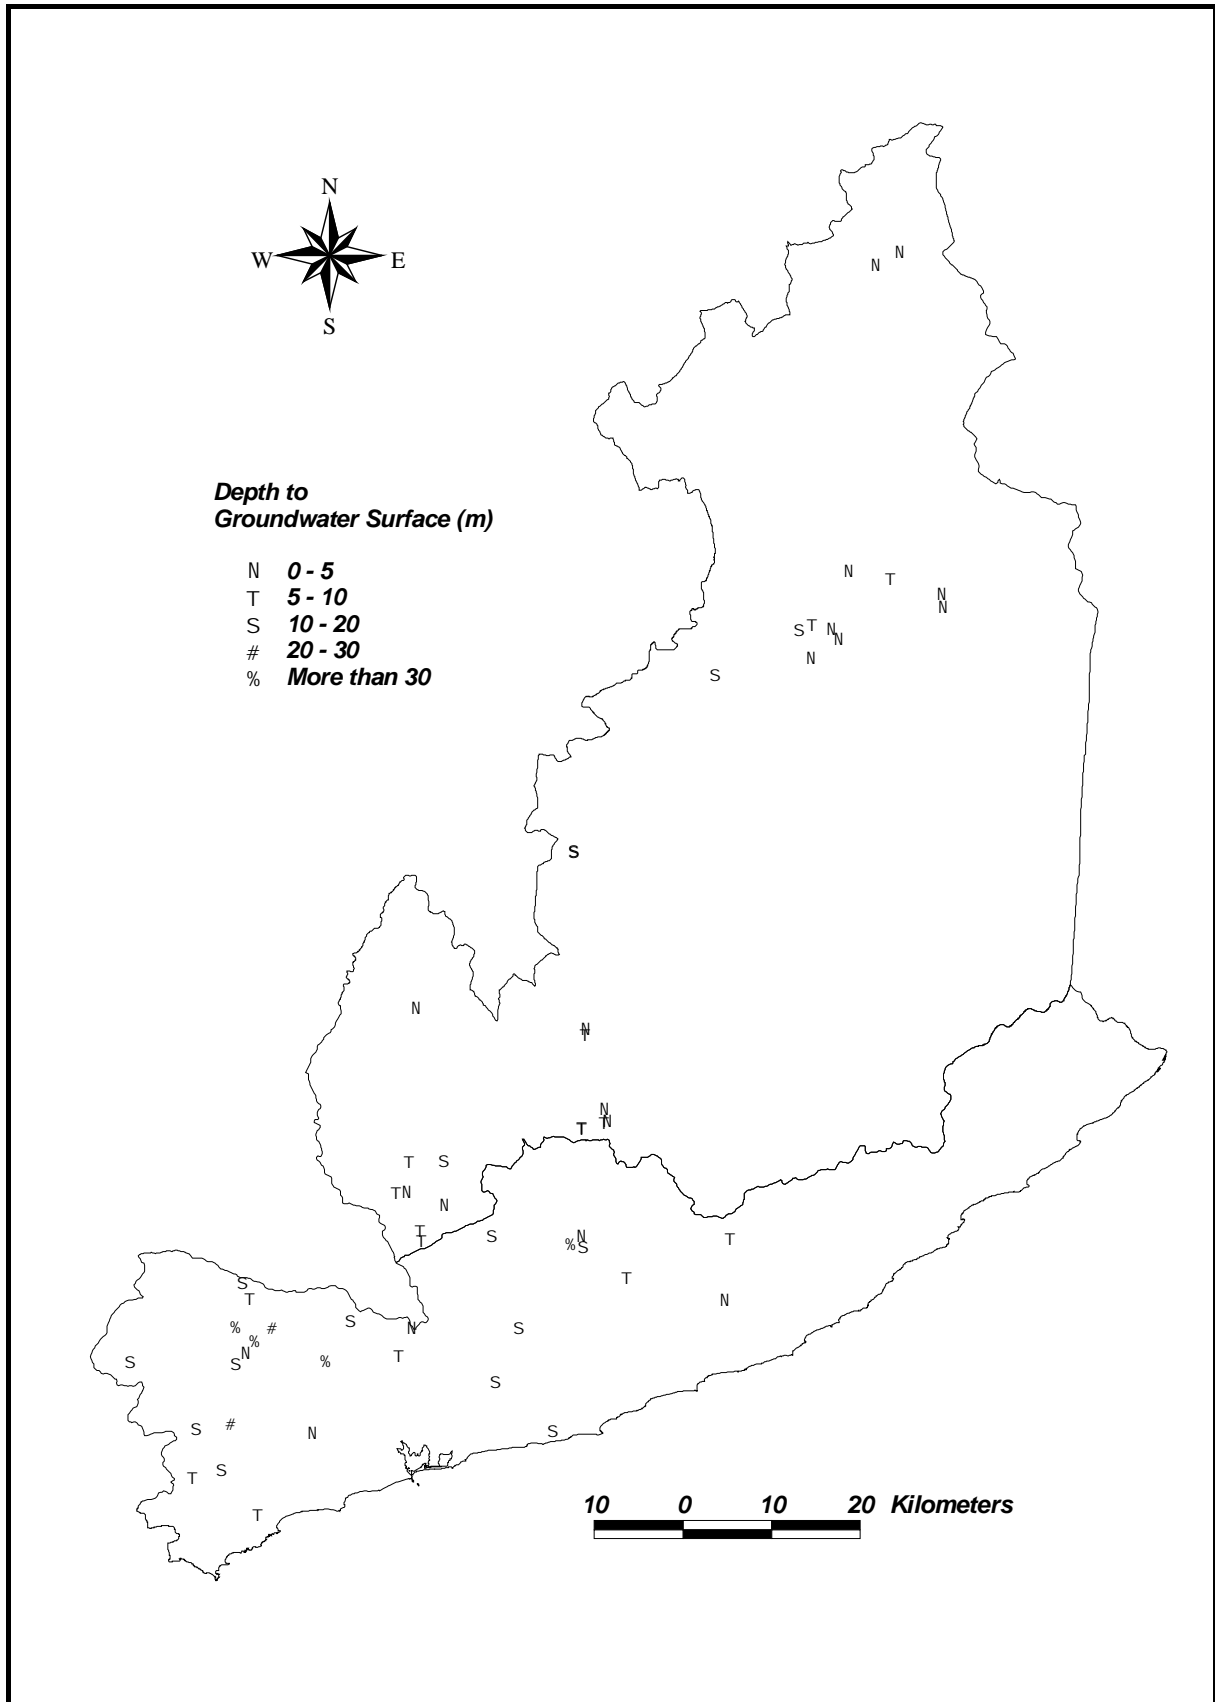 N
W E
S
N
N
Depth to
Groundwater Surface (m)
N 0 - 5
T 5 - 10
S 10 - 20
# 20 - 30
% More than 30
N T
N
N
S T N
N
N
S
S
N
N
T
N
T N
T
T S
T N
N
T
T
S N
% S
T
T
N
S
T
% #
%
N
S
S
S
%
N
T
S
S
S
# S
N
S
T
T
10 0 10 20 Kilometers